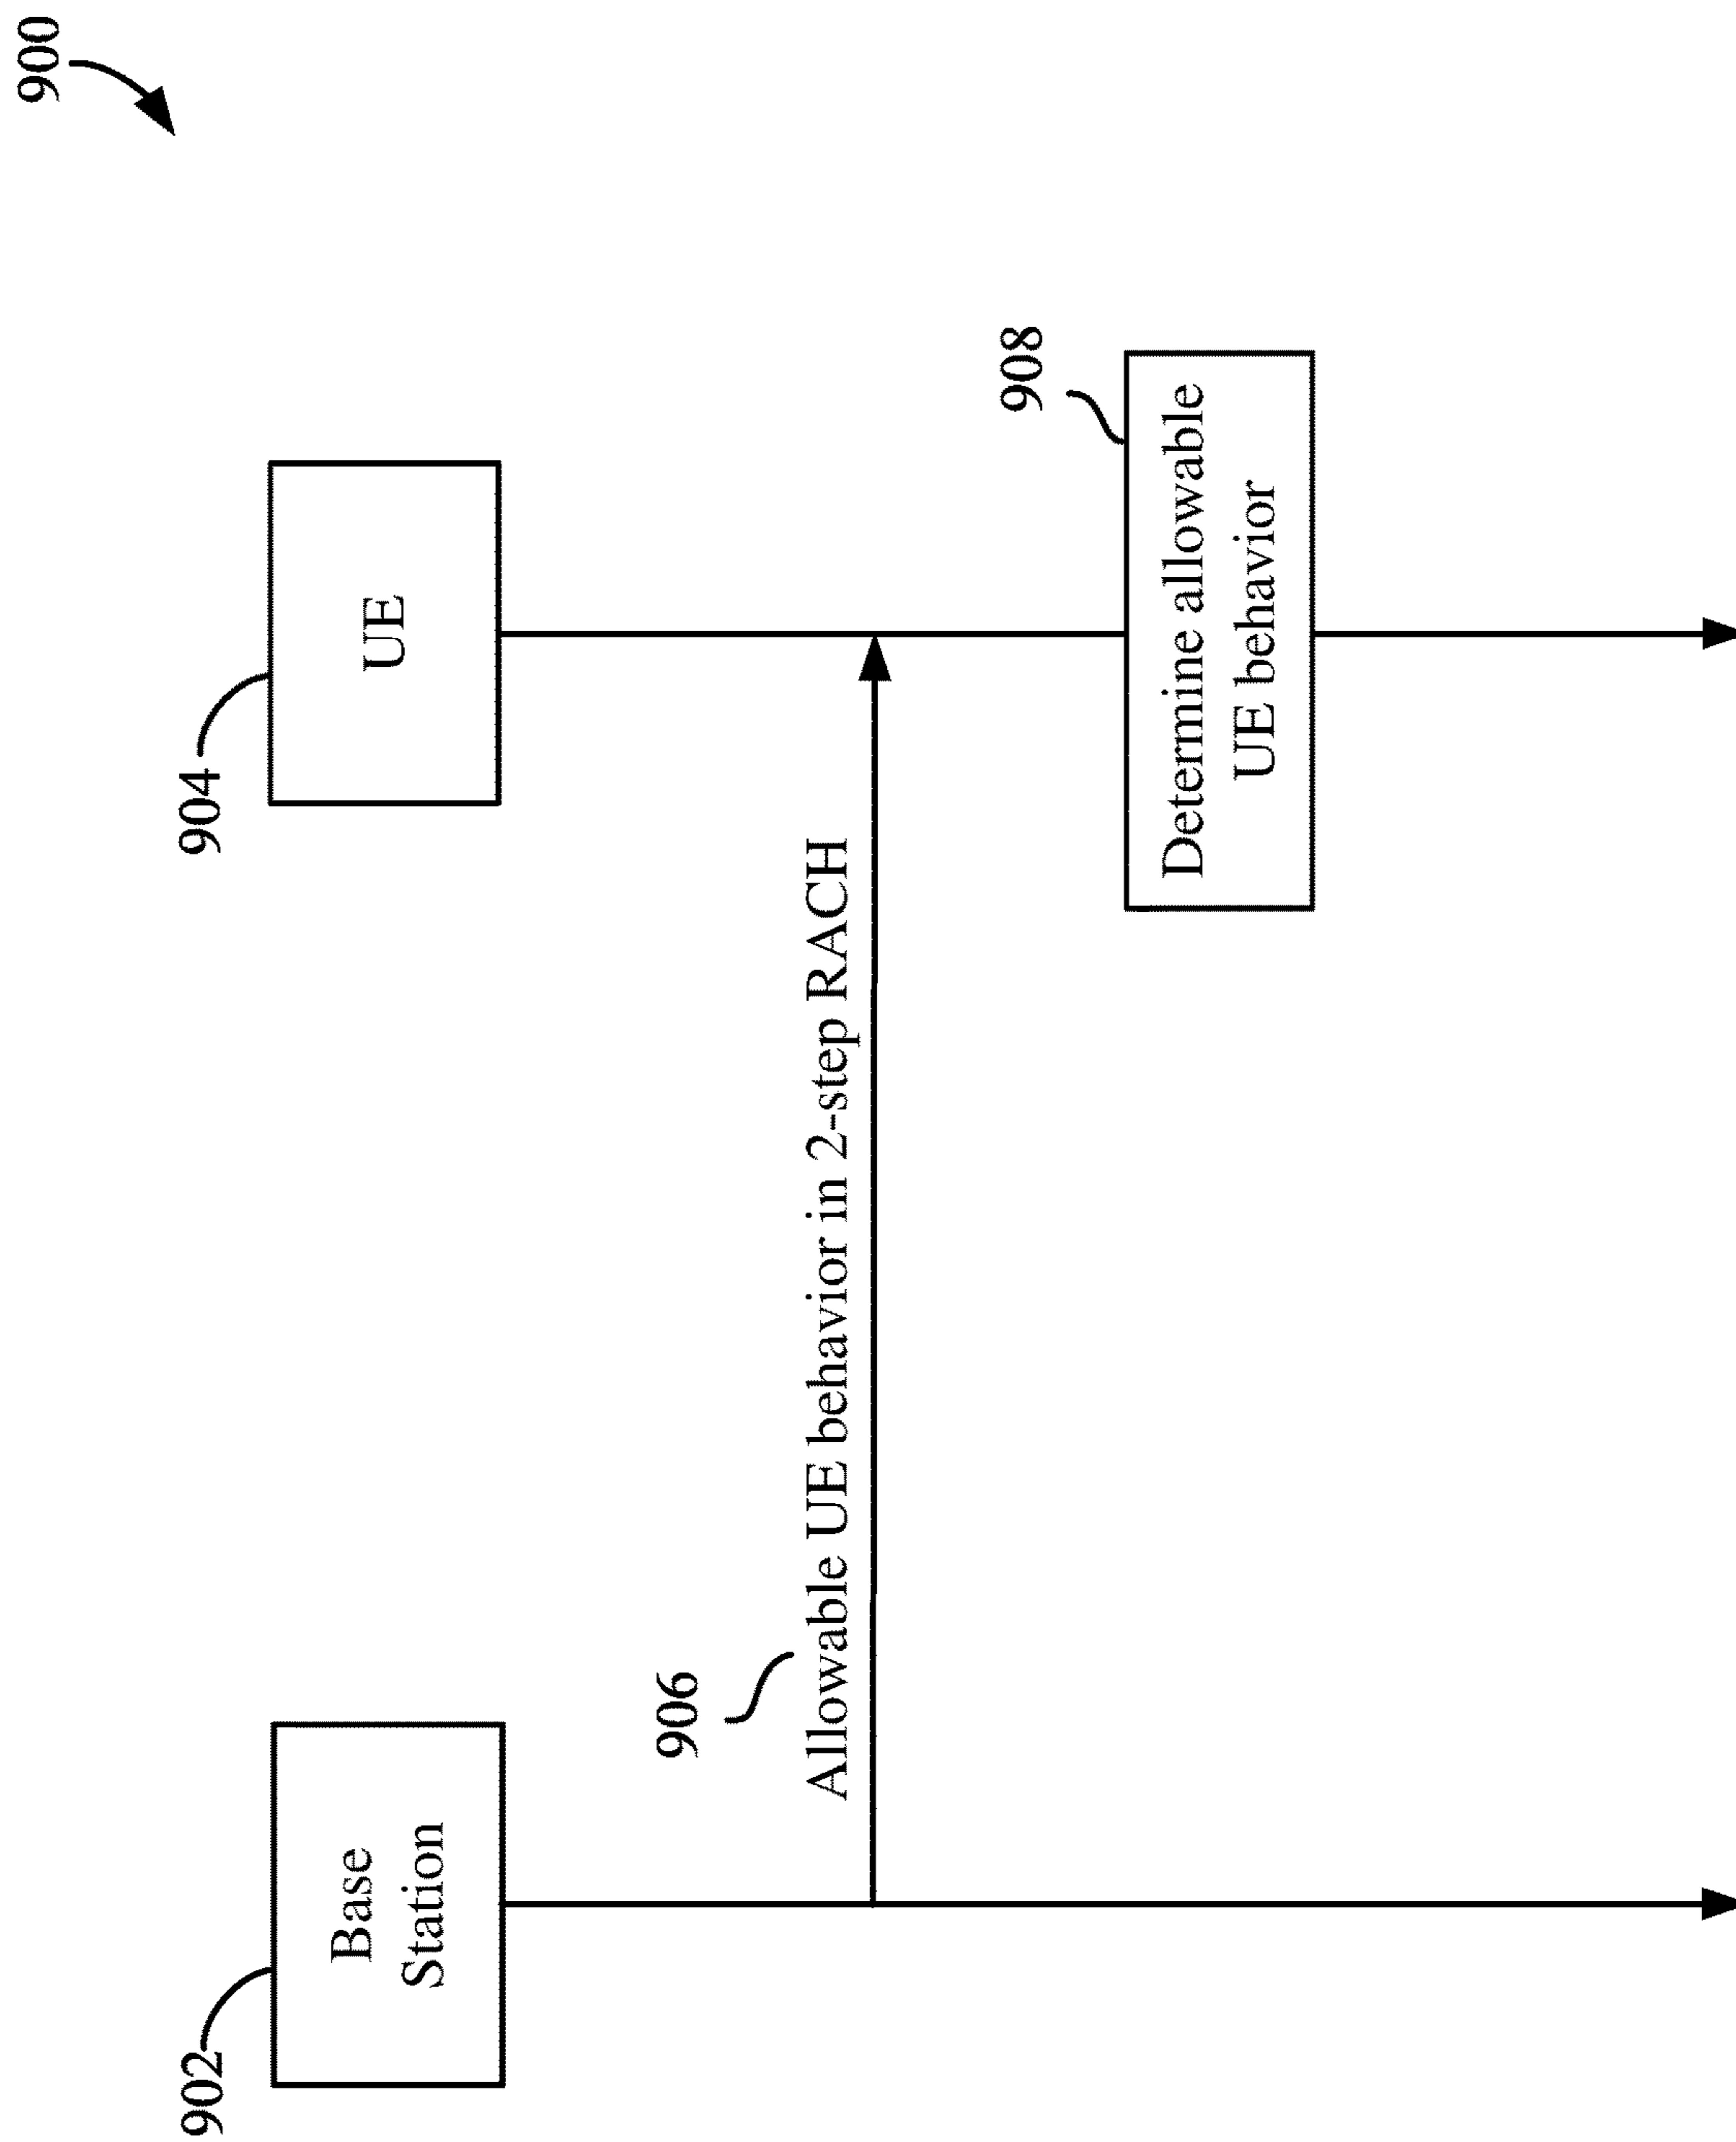 900
902
Base
Station
904
UE
906
Allowable UE behavior in 2-step RACH
908
Determine allowable
UE behavior